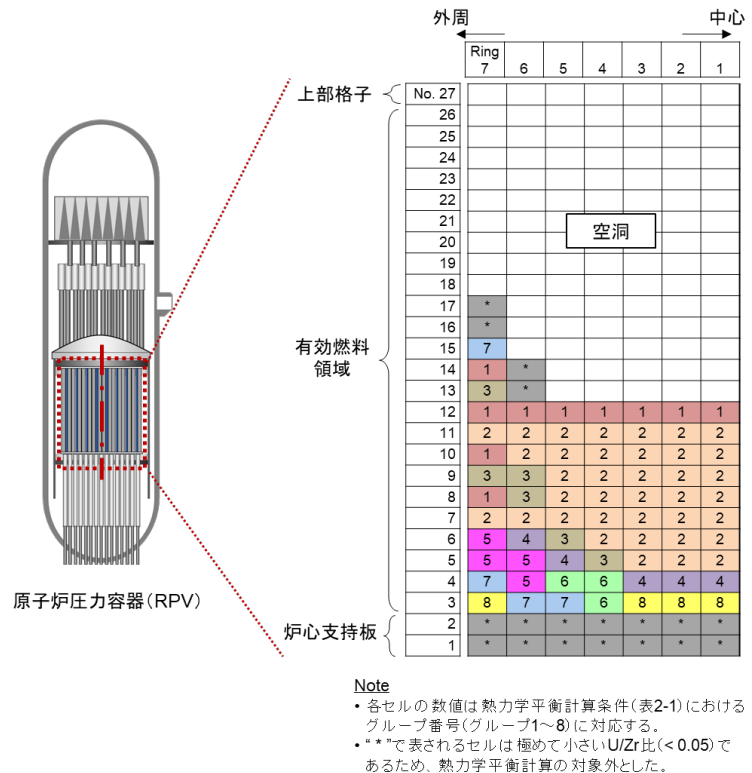 外周 中心
Ring
7 6 5 4 3 2 1
上部格子 No. 27
26
25
24
23
22
21
空洞
20
19
18
17 *
16 *
有効燃料
領域
15 7
14 1 *
13 3 *
12 1 1 1 1 1 1 1
11 2 2 2 2 2 2 2
10 1 2 2 2 2 2 2
9 3 3 2 2 2 2 2
8 1 3 2 2 2 2 2
7 2 2 2 2 2 2 2
6 5 4 3 2 2 2 2
5 5 5 4 3 2 2 2
4 7 5 6 6 4 4 4
3 8 7 7 6 8 8 8
炉心支持板
2 * * * * * * *
1 * * * * * * *
原子炉圧力容器(RPV)
Note
• 各セルの数値は熱力学平衡計算条件(表2-1)における
グループ番号(グループ1～8)に対応する。
• “ * ”で表されるセルは極めて小さいU/Zr比(< 0.05)で
あるため、熱力学平衡計算の対象外とした。